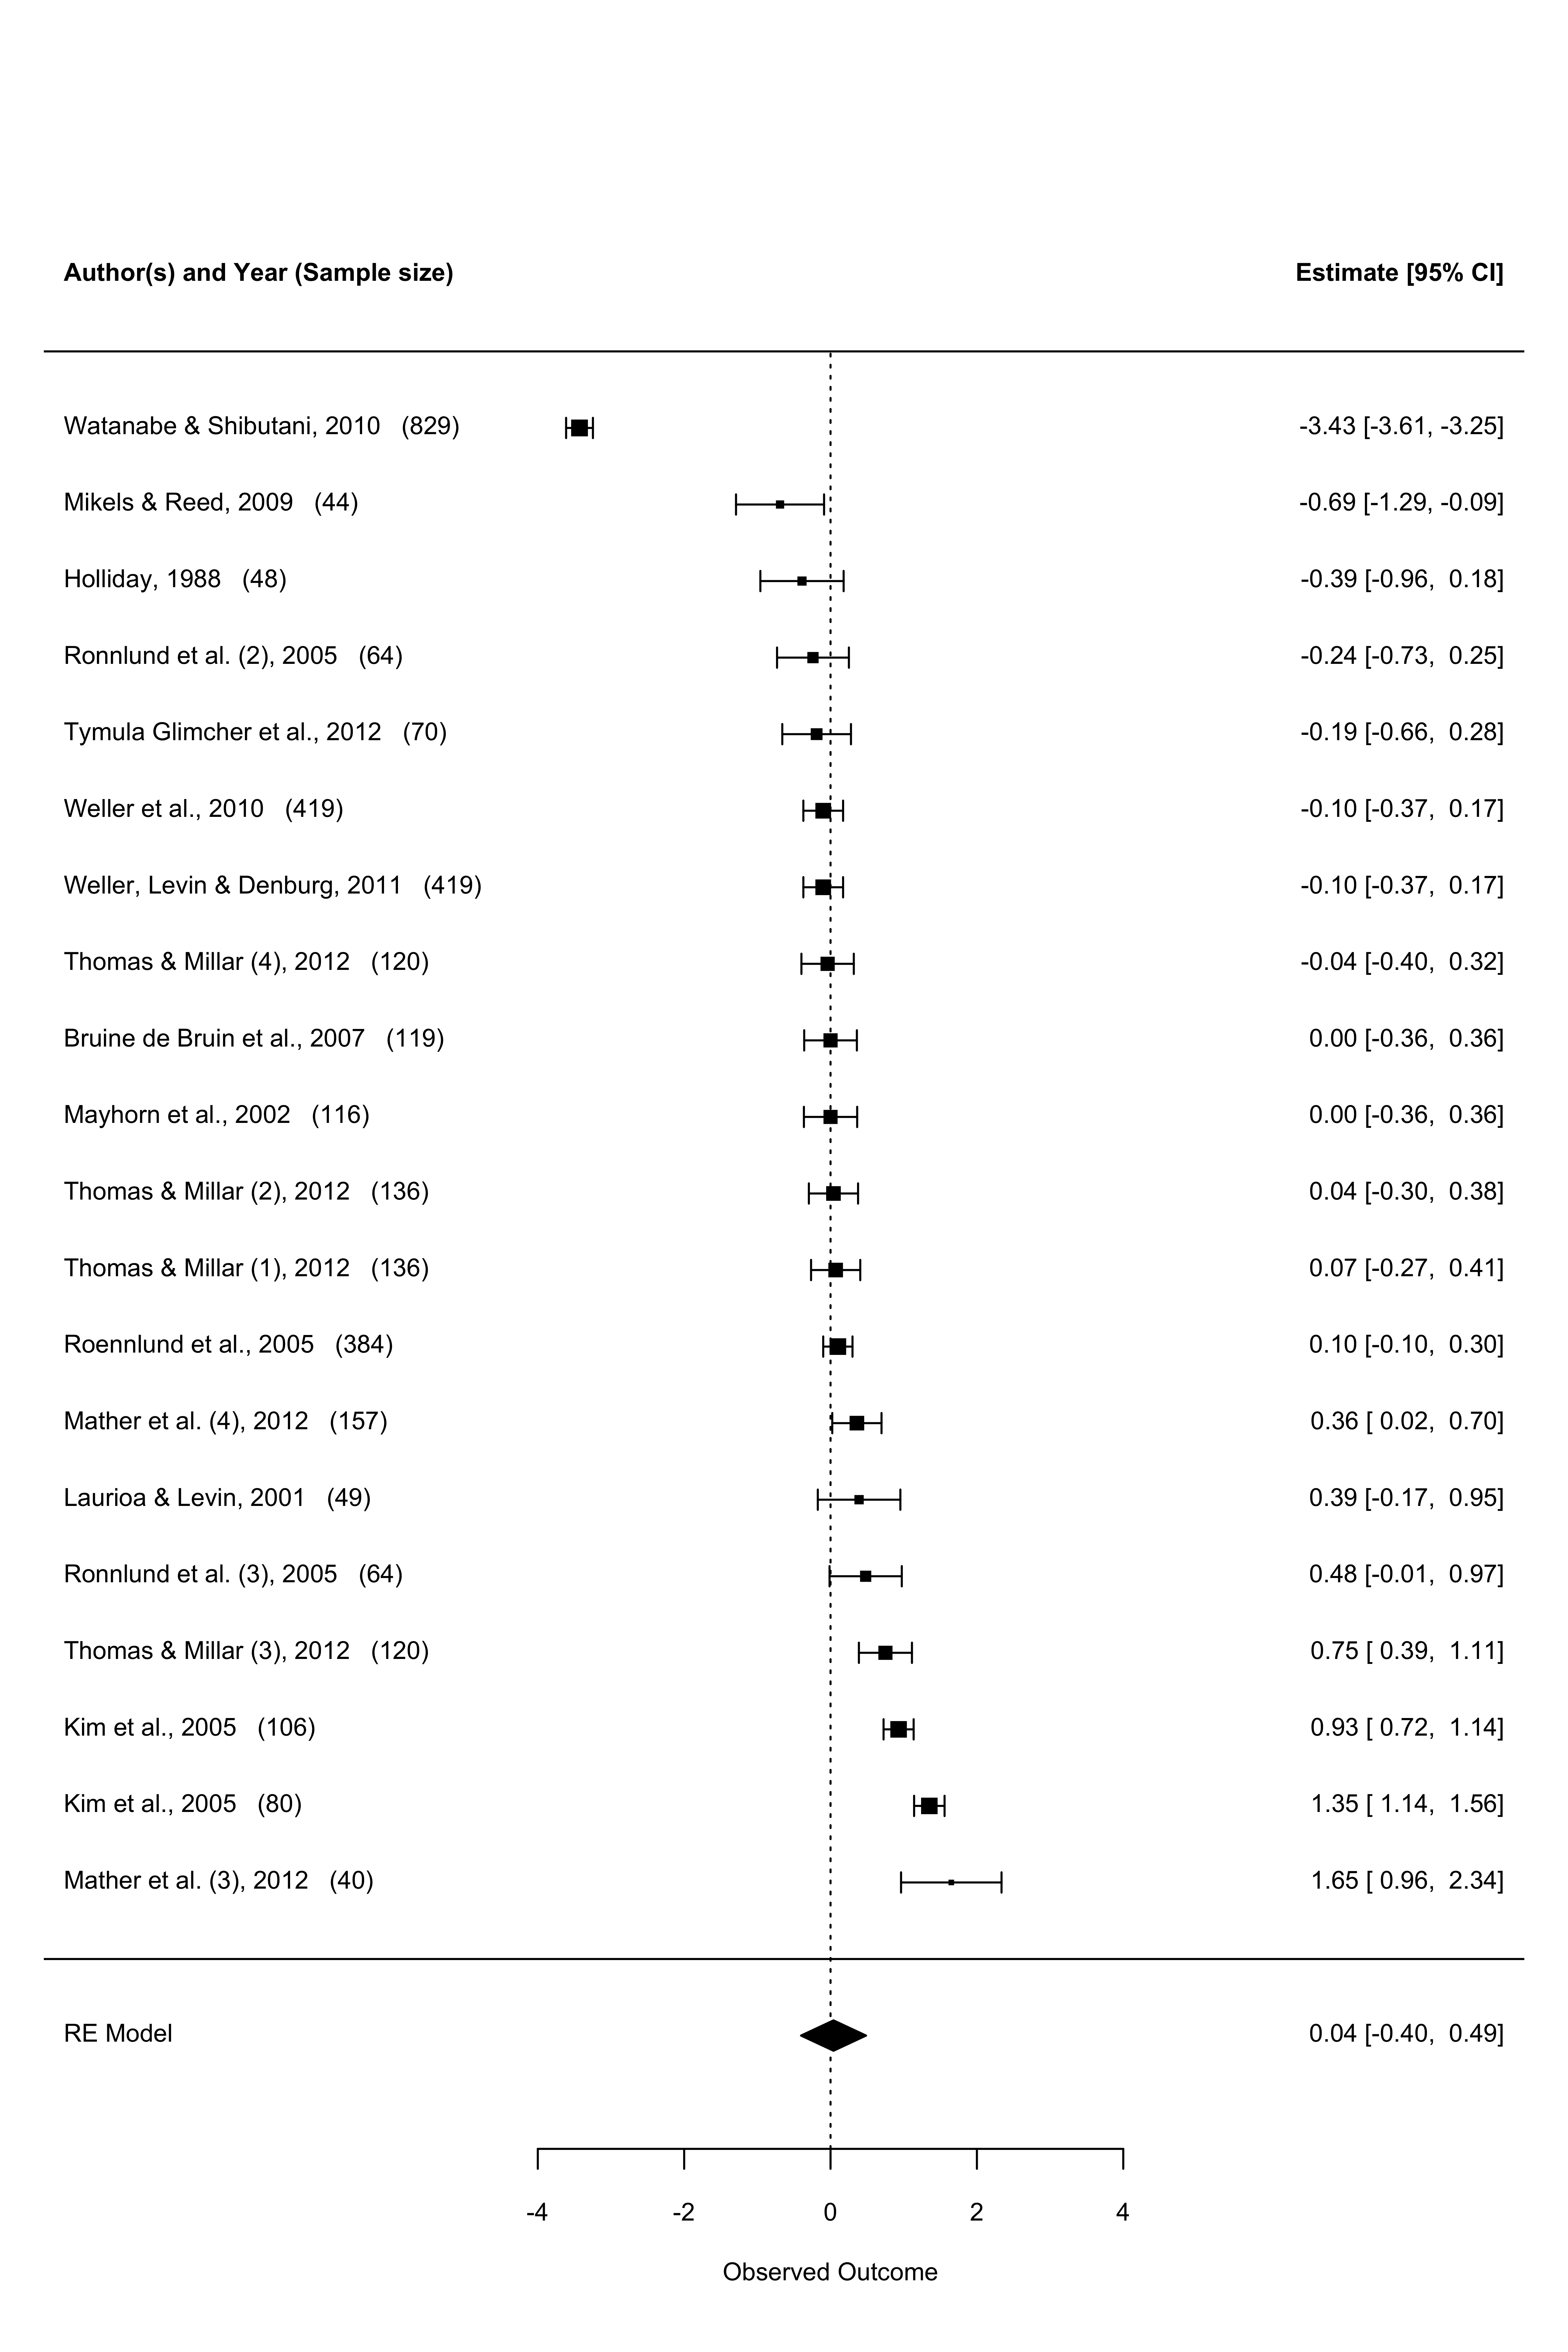 Author(s) and Year (Sample size) Estimate [95% CI]
Watanabe & Shibutani, 2010 (829) -3.43 [-3.61, -3.25]
Mikels & Reed, 2009 (44) -0.69 [-1.29, -0.09]
Holliday, 1988 (48) -0.39 [-0.96, 0.18]
Ronnlund et al. (2), 2005 (64) -0.24 [-0.73, 0.25]
Tymula Glimcher et al., 2012 (70) -0.19 [-0.66, 0.28]
Weller et al., 2010 (419) -0.10 [-0.37, 0.17]
Weller, Levin & Denburg, 2011 (419) -0.10 [-0.37, 0.17]
Thomas & Millar (4), 2012 (120) -0.04 [-0.40, 0.32]
Bruine de Bruin et al., 2007 (119) 0.00 [-0.36, 0.36]
Mayhorn et al., 2002 (116) 0.00 [-0.36, 0.36]
Thomas & Millar (2), 2012 (136) 0.04 [-0.30, 0.38]
Thomas & Millar (1), 2012 (136) 0.07 [-0.27, 0.41]
Roennlund et al., 2005 (384) 0.10 [-0.10, 0.30]
Mather et al. (4), 2012 (157) 0.36 [ 0.02, 0.70]
Laurioa & Levin, 2001 (49) 0.39 [-0.17, 0.95]
Ronnlund et al. (3), 2005 (64) 0.48 [-0.01, 0.97]
Thomas & Millar (3), 2012 (120) 0.75 [ 0.39, 1.11]
Kim et al., 2005 (106) 0.93 [ 0.72, 1.14]
Kim et al., 2005 (80) 1.35 [ 1.14, 1.56]
Mather et al. (3), 2012 (40) 1.65 [ 0.96, 2.34]
RE Model 0.04 [-0.40, 0.49]
-4 -2 0 2 4
Observed Outcome